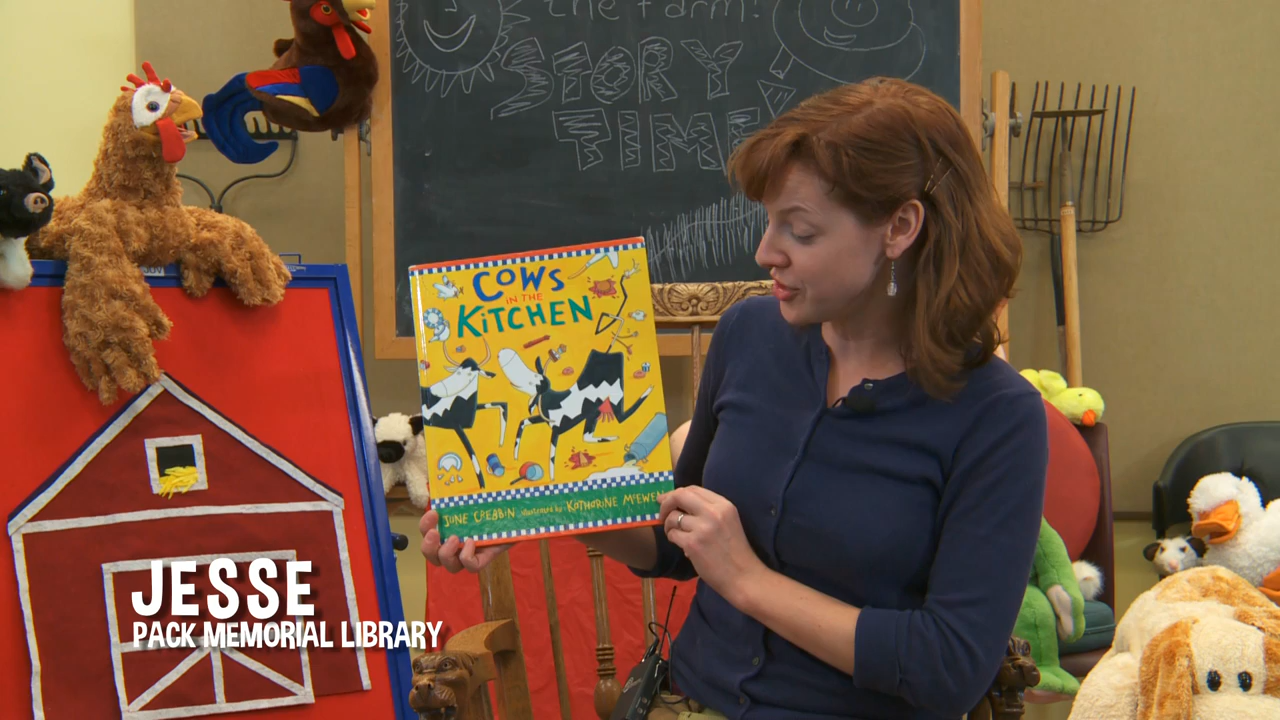 the farm!
STORY
TIME
COWS
IN THE
KITCHEN
JUNE CREBBIN illustrated by KATHARINE McEWEN
JESSE
PACK MEMORIAL LIBRARY